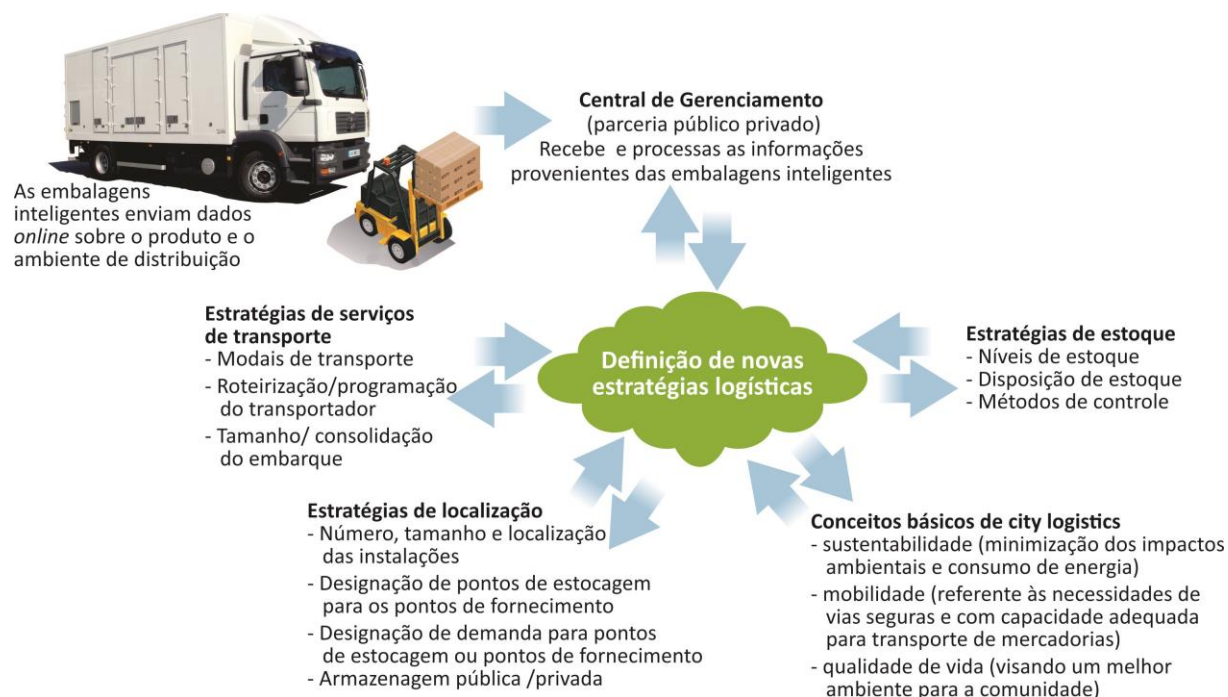 Central de Gerenciamento
(parceria público privado)
Recebe e processas as informações
provenientes das embalagens inteligentes
As embalagens
inteligentes enviam dados
online sobre o produto e o
ambiente de distribuição
Estratégias de serviços
de transporte
- Modais de transporte
- Roteirização/programação
do transportador
- Tamanho/ consolidação
do embarque
Definição de novas
estratégias logísticas
Estratégias de estoque
- Níveis de estoque
- Disposição de estoque
- Métodos de controle
Estratégias de localização
- Número, tamanho e localização
das instalações
- Designação de pontos de estocagem
para os pontos de fornecimento
- Designação de demanda para pontos
de estocagem ou pontos de fornecimento
- Armazenagem pública /privada
Conceitos básicos de city logistics
- sustentabilidade (minimização dos impactos
ambientais e consumo de energia)
- mobilidade (referente às necessidades de
vias seguras e com capacidade adequada
para transporte de mercadorias)
- qualidade de vida (visando um melhor
ambiente para a comunidade)